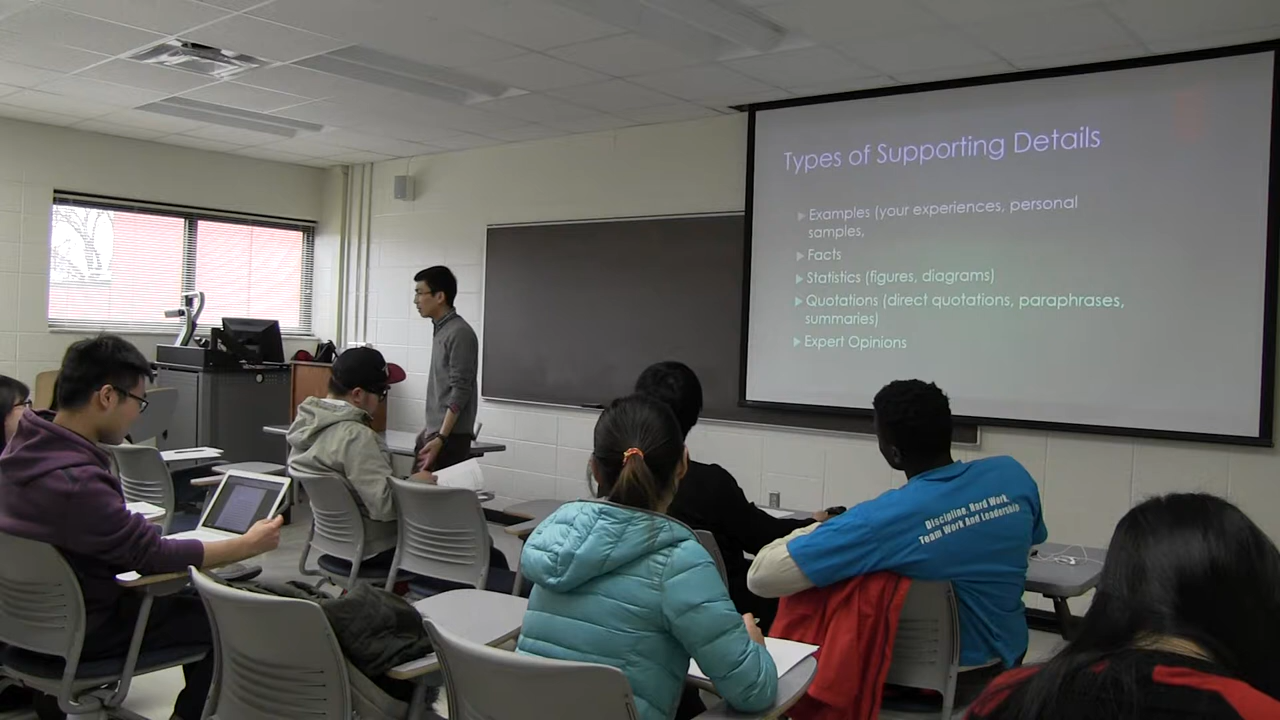 Types of Supporting Details
Examples (your experiences, personal
samples,
Facts
Statistics (figures, diagrams)
Quotations (direct quotations, paraphrases,
summaries)
Expert Opinions
Discipline, Hard Work,
Team Work And Leadership